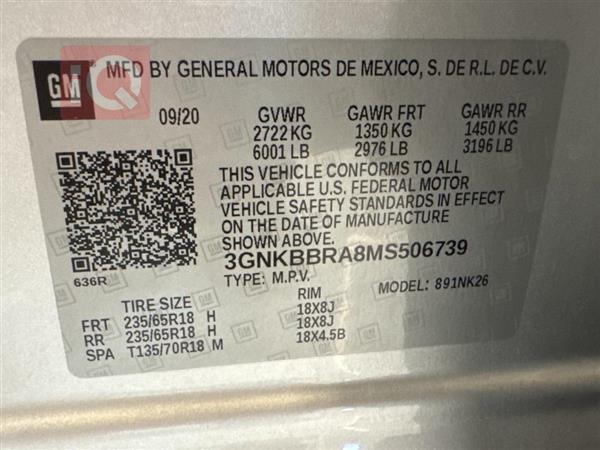 GM iQ MFD BY GENERAL MOTORS DE MEXICO, S. DE R.L. DE C.V.
09/20 GVWR GAWR FRT GAWR RR
2722 KG 1350 KG 1450 KG
6001 LB 2976 LB 3196 LB
THIS VEHICLE CONFORMS TO ALL
APPLICABLE U.S. FEDERAL MOTOR
VEHICLE SAFETY STANDARDS IN EFFECT
ON THE DATE OF MANUFACTURE
3GNKBBRA8MS506739
636R TYPE: M.P.V. MODEL: 891NK26
TIRE SIZE RIM
FRT 235/65R18 H 18X8J
RR 235/65R18 H 18X8J
SPA T135/70R18 M 18X4.5B